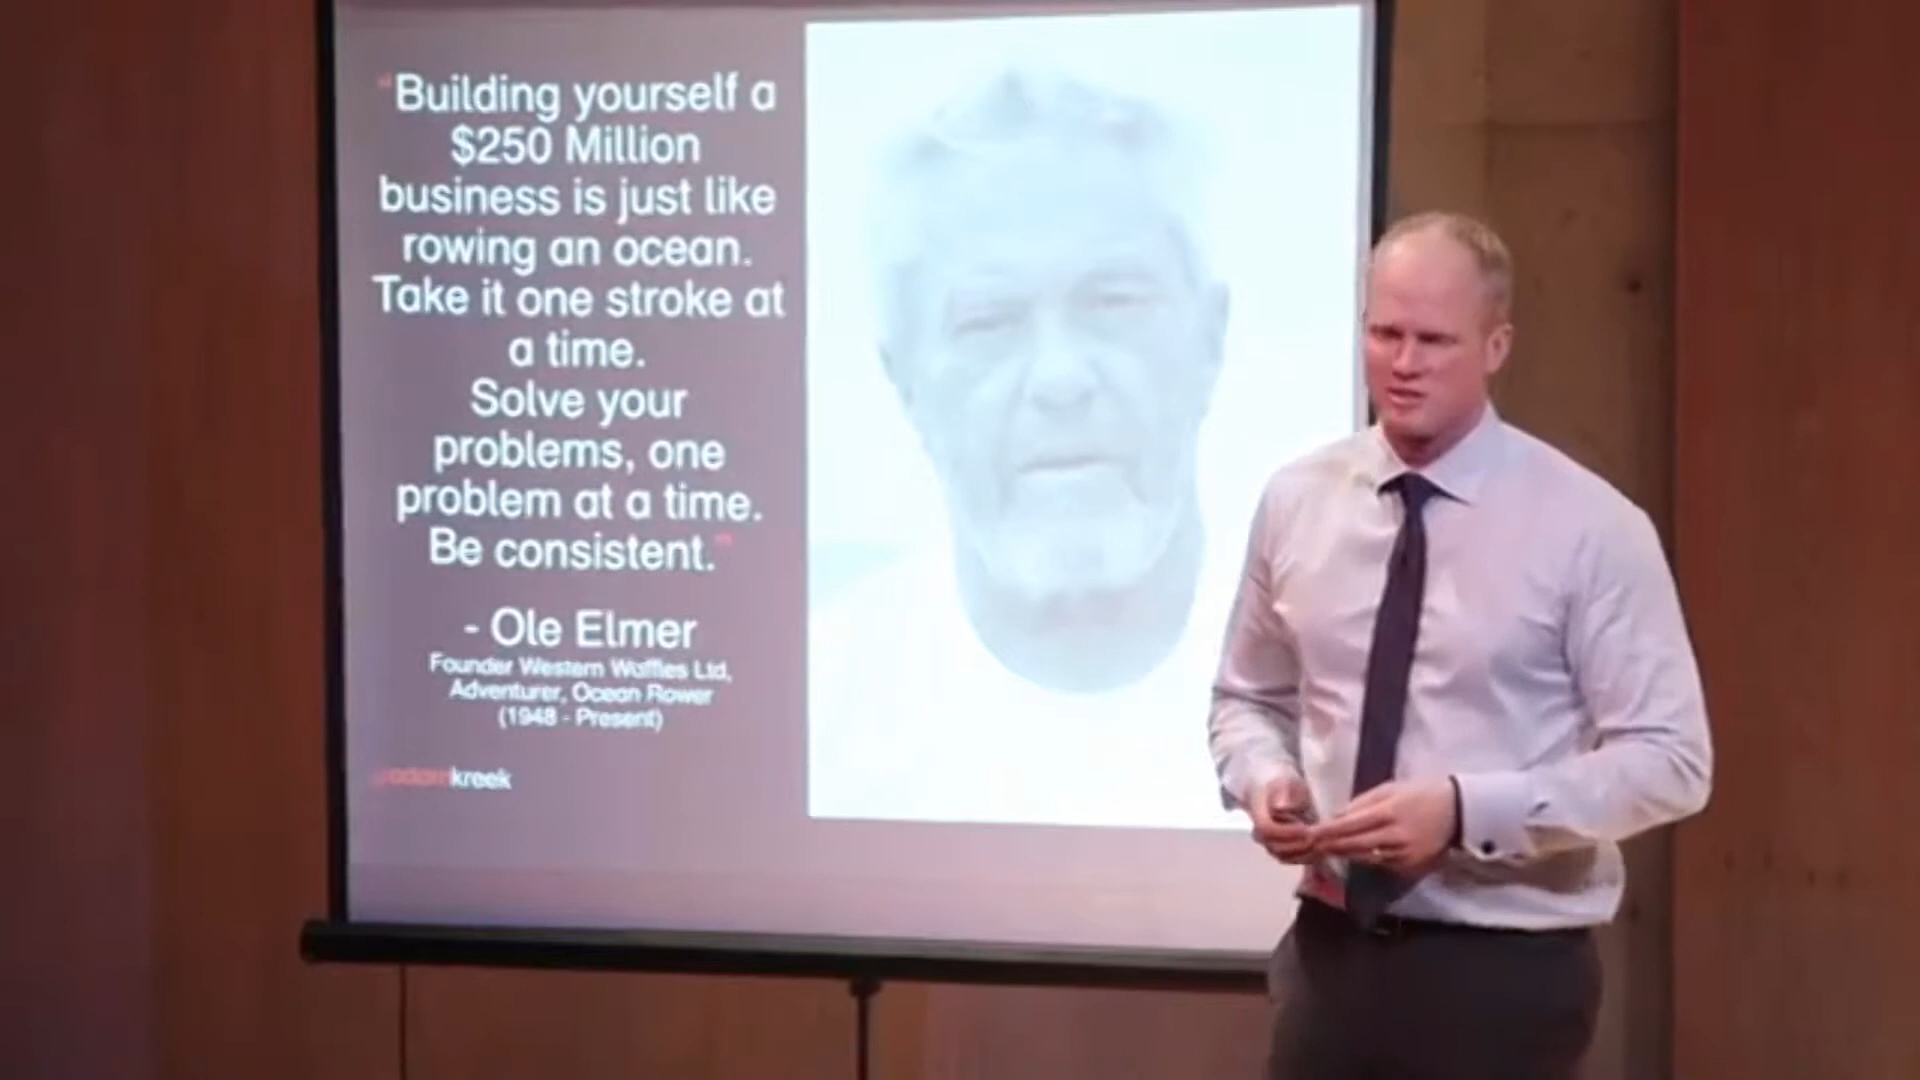 "Building yourself a
$250 Million
business is just like
rowing an ocean.
Take it one stroke at
a time.
Solve your
problems, one
problem at a time.
Be consistent."
- Ole Elmer
Founder Western Waffles Ltd,
Adventurer, Ocean Rower
(1948 - Present)
adamkreek